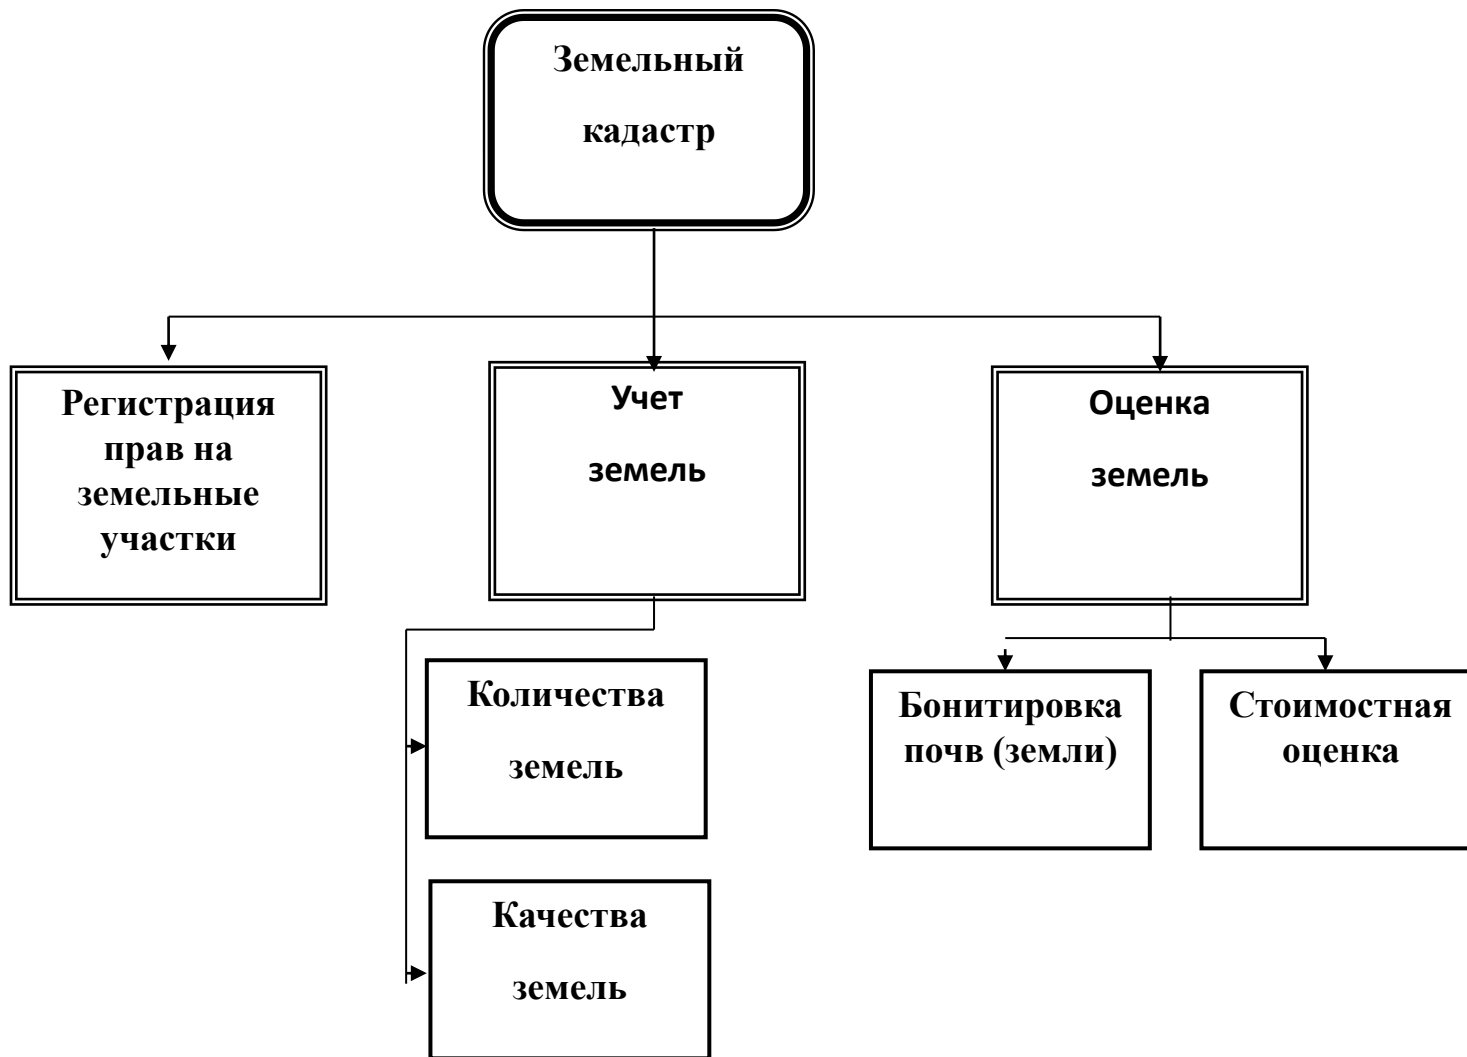 Земельный
кадастр
Регистрация
прав на
земельные
участки
Учет
земель
Оценка
земель
Количества
земель
Качества
земель
Бонитировка
почв (земли)
Стоимостная
оценка